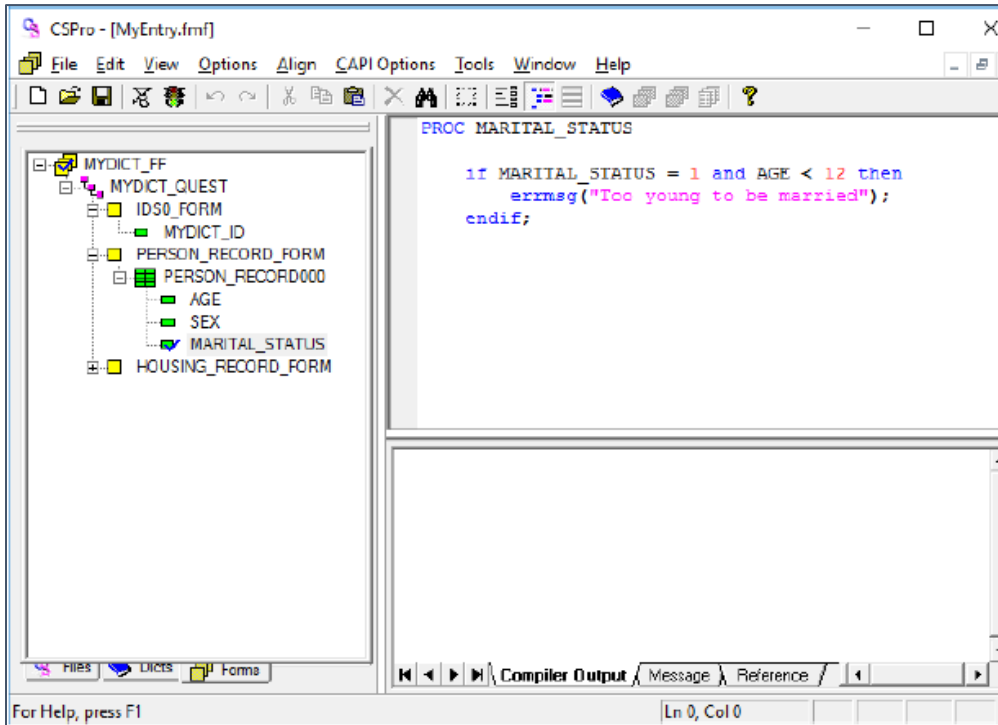 CSPro - [MyEntry.fmf]
File Edit View Options Align CAPI Options Tools Window Help
MYDICT_FF
MYDICT_QUEST
IDS0_FORM
MYDICT_ID
PERSON_RECORD_FORM
PERSON_RECORD000
AGE
SEX
MARITAL_STATUS
HOUSING_RECORD_FORM
Files Dicts Forms
PROC MARITAL_STATUS
if MARITAL_STATUS = 1 and AGE < 12 then
errmsg("Too young to be married");
endif;
Compiler Output Message Reference
For Help, press F1
Ln 0, Col 0